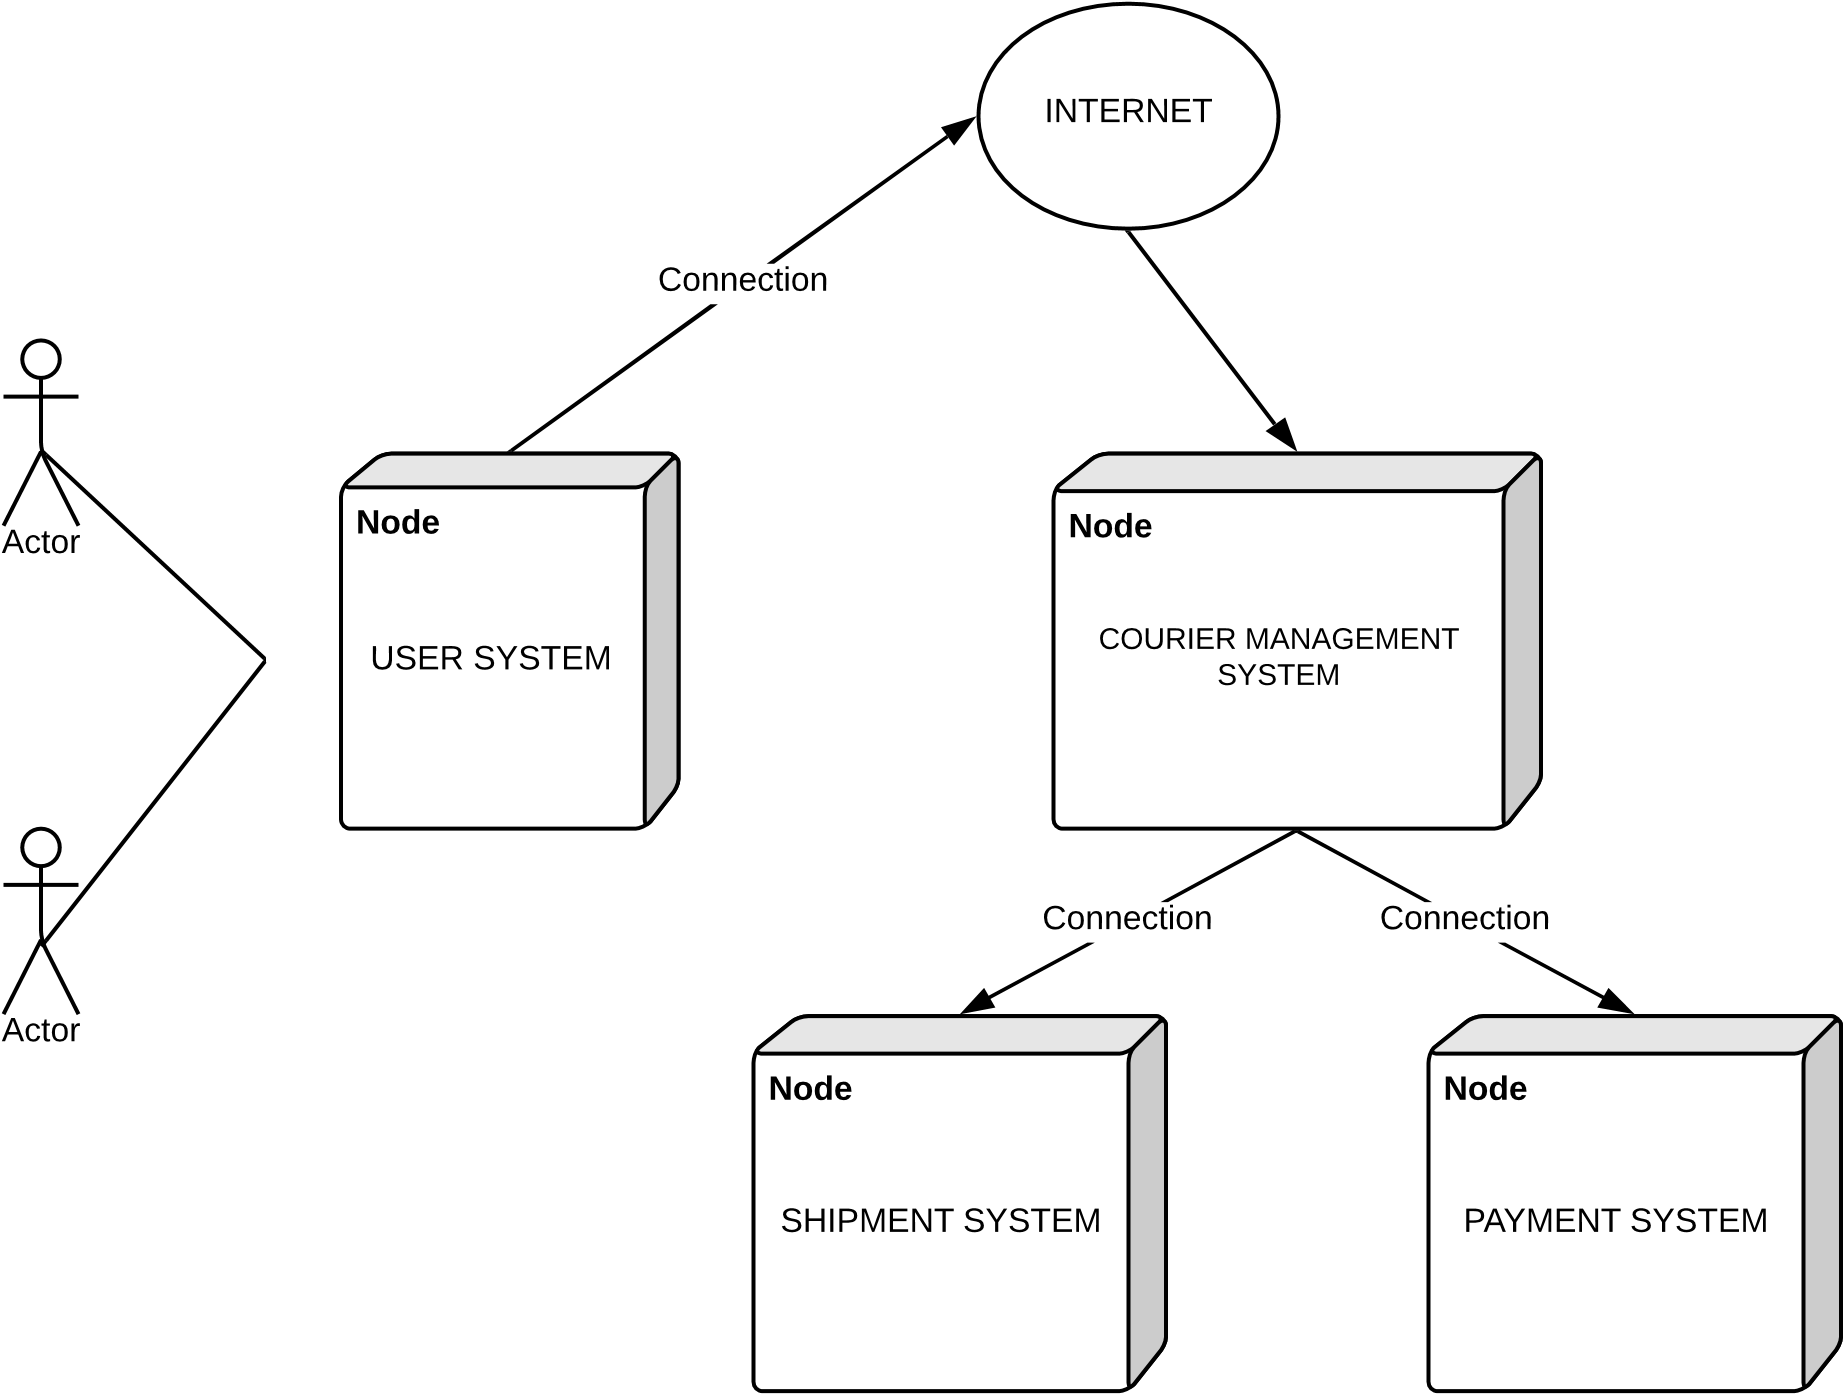 INTERNET
Connection
Actor
Node
USER SYSTEM
Node
COURIER MANAGEMENT
SYSTEM
Actor
Connection
Connection
Node
SHIPMENT SYSTEM
Node
PAYMENT SYSTEM